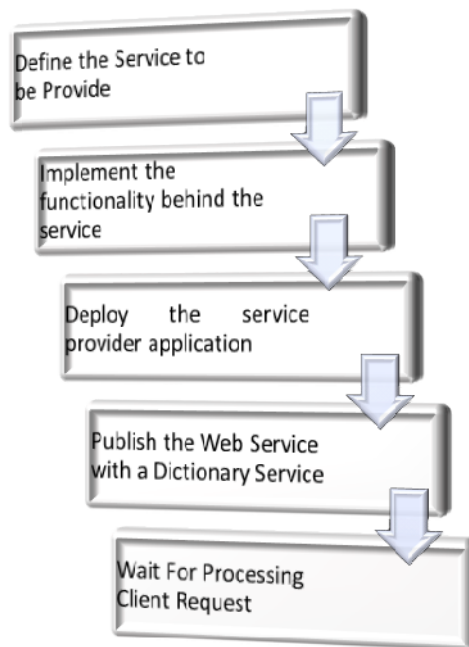 Define the Service to
be Provide
Implement the
functionality behind the
service
Deploy the service
provider application
Publish the Web Service
with a Dictionary Service
Wait For Processing
Client Request